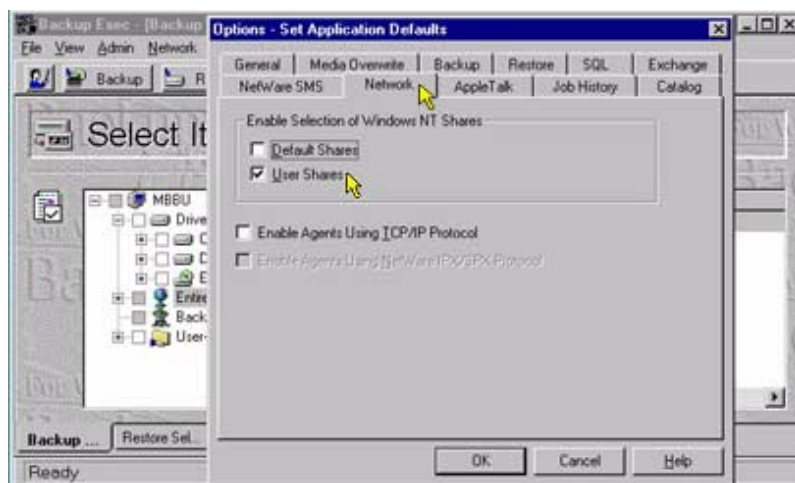 Backup Exec - [Backup
Options - Set Application Defaults
File View Admin Network
Backup
R
General Media Overwrite Backup Restore SQL Exchange
NetWare SMS Network AppleTalk Job History Catalog
Select It
Enable Selection of Windows NT Shares
Default Shares
User Shares
MBBU
Drive
C
D
E
Entire
Back
User-
Enable Agents Using TCP/IP Protocol
Enable Agents Using NetWare IPX/SPX Protocol
Backup ... Restore Sel...
OK Cancel Help
Ready